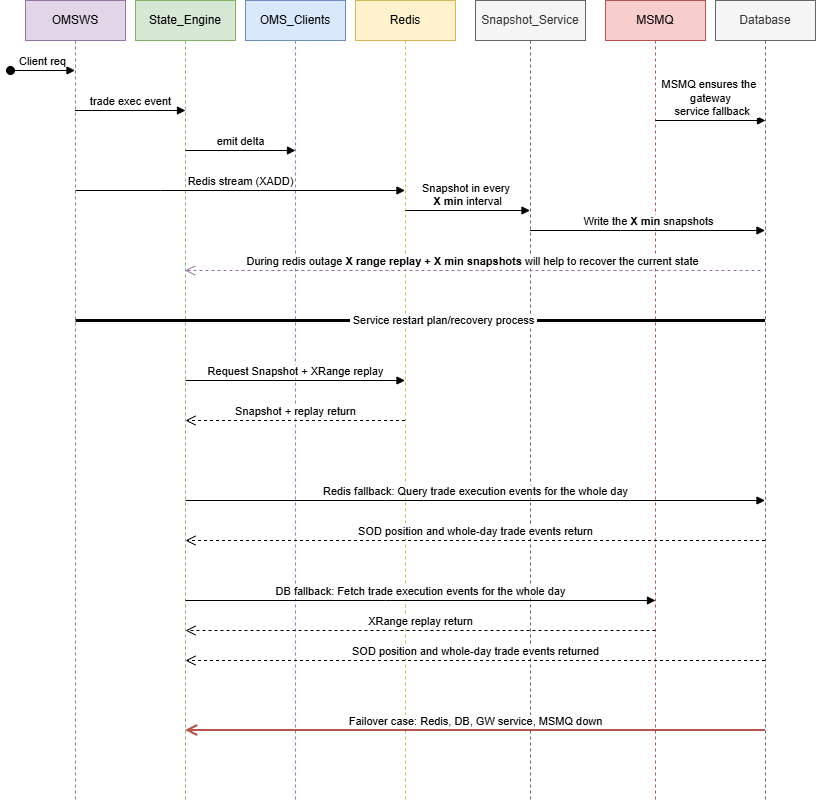 OMSWS
State_Engine
OMS_Clients
Redis
Snapshot_Service
MSMQ
Database
Client req
MSMQ ensures the
gateway
service fallback
trade exec event
emit delta
Redis stream (XADD)
Snapshot in every
X min interval
Write the X min snapshots
During redis outage X range replay + X min snapshots will help to recover the current state
Service restart plan/recovery process
Request Snapshot + XRange replay
Snapshot + replay return
Redis fallback: Query trade execution events for the whole day
SOD position and whole-day trade events return
DB fallback: Fetch trade execution events for the whole day
XRange replay return
SOD position and whole-day trade events returned
Failover case: Redis, DB, GW service, MSMQ down